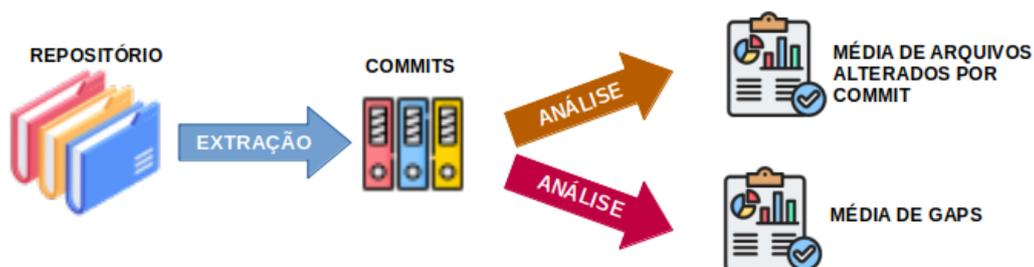 REPOSITÓRIO
COMMITS
EXTRAÇÃO
ANÁLISE
ANÁLISE
MÉDIA DE ARQUIVOS
ALTERADOS POR
COMMIT
MÉDIA DE GAPS